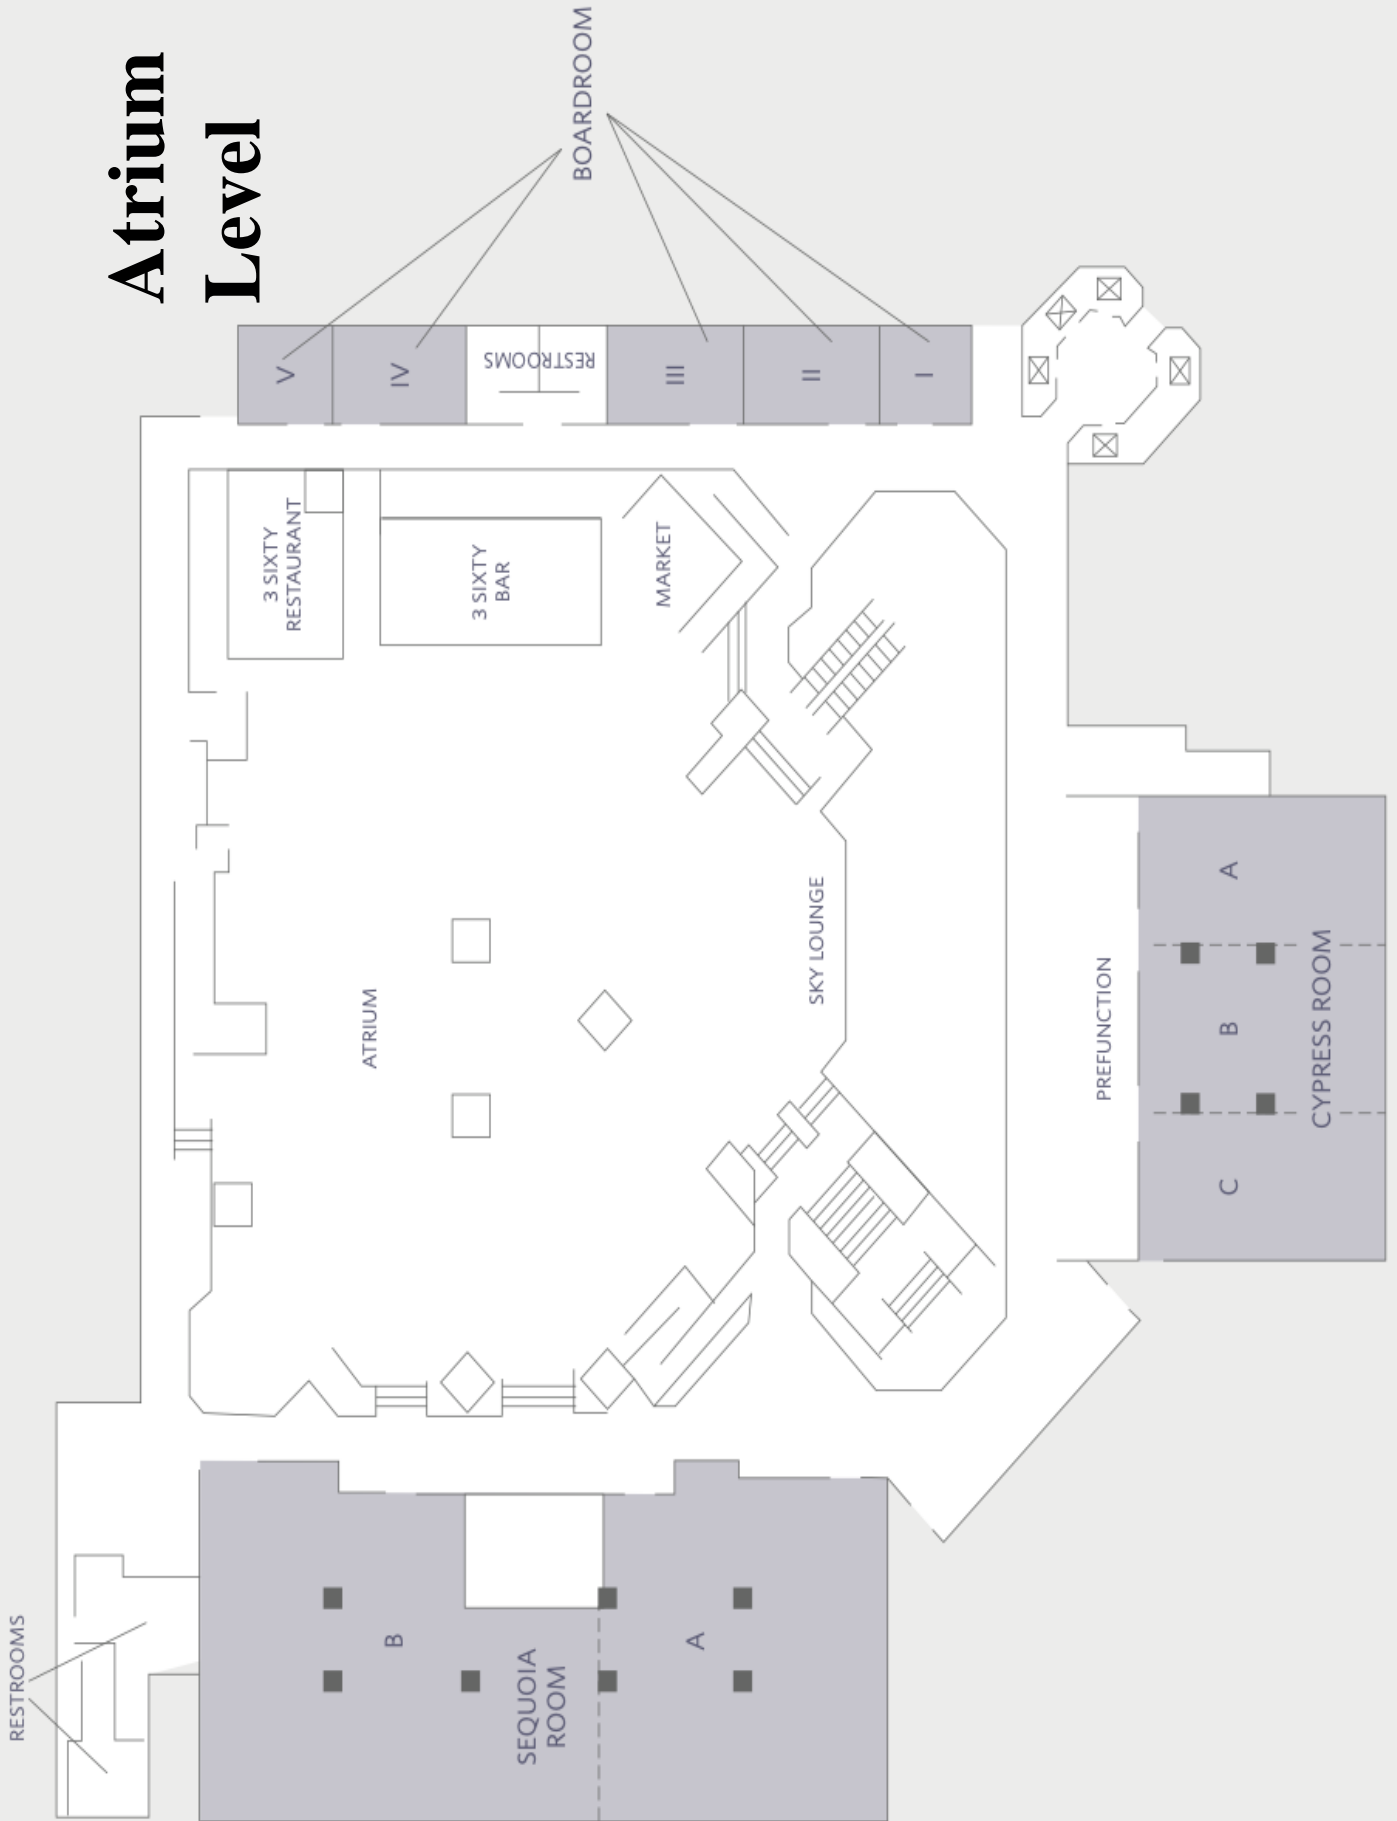 Atrium
Level
BOARDROOM
V
IV
RESTROOMS
III
II
I
3 SIXTY
RESTAURANT
3 SIXTY
BAR
MARKET
ATRIUM
SKY LOUNGE
PREFUNCTION
A
B
C
CYPRESS ROOM
RESTROOMS
B
A
SEQUOIA
ROOM